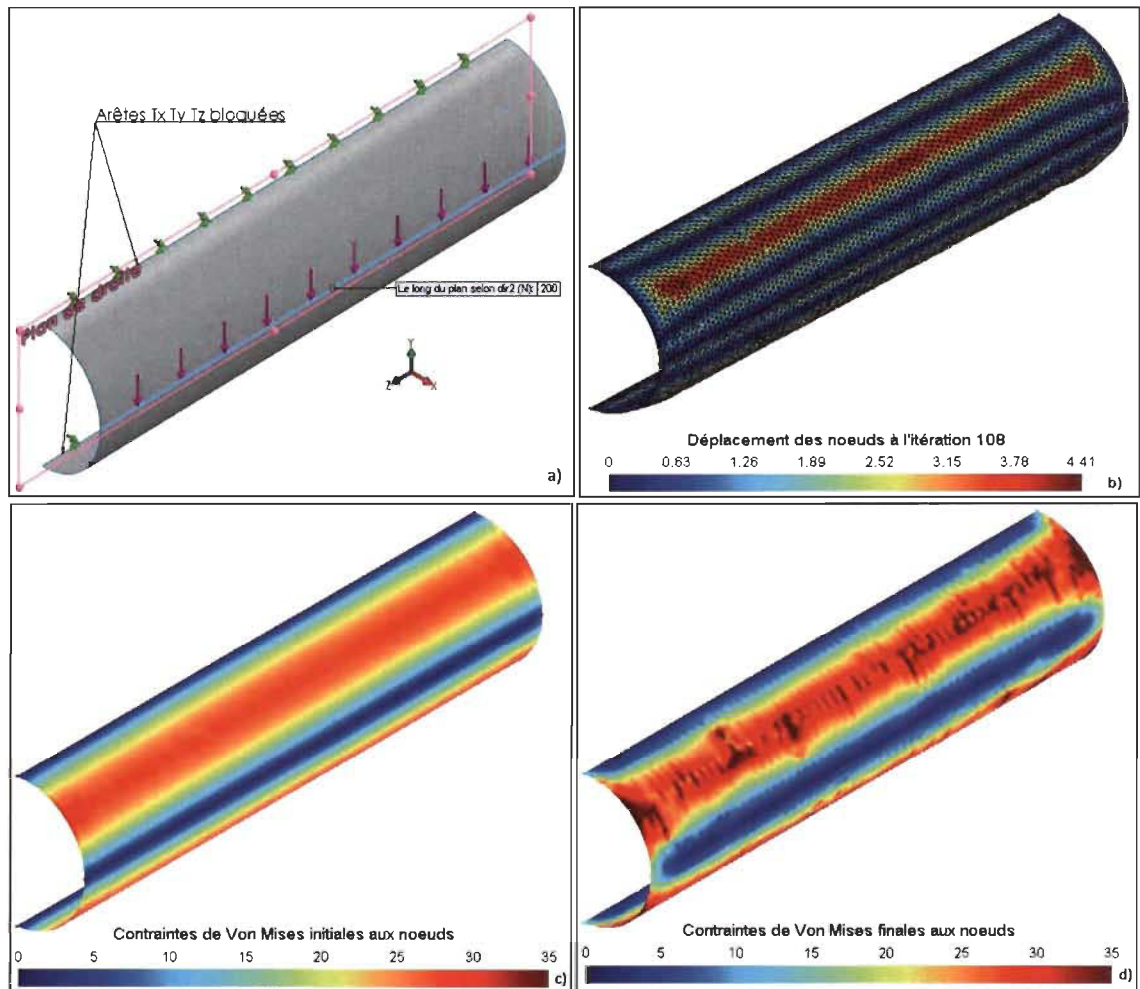 Arêtes Tx Ty Tz bloquées
Plan de droite
Le long du plan selon dir2 (N): 200
Y
Z
X
a)
Déplacement des noeuds à l'itération 108
0 0.63 1.26 1.89 2.52 3.15 3.78 4.41
b)
Contraintes de Von Mises initiales aux noeuds
0 5 10 15 20 25 30 35
c)
Contraintes de Von Mises finales aux noeuds
0 5 10 15 20 25 30 35
d)